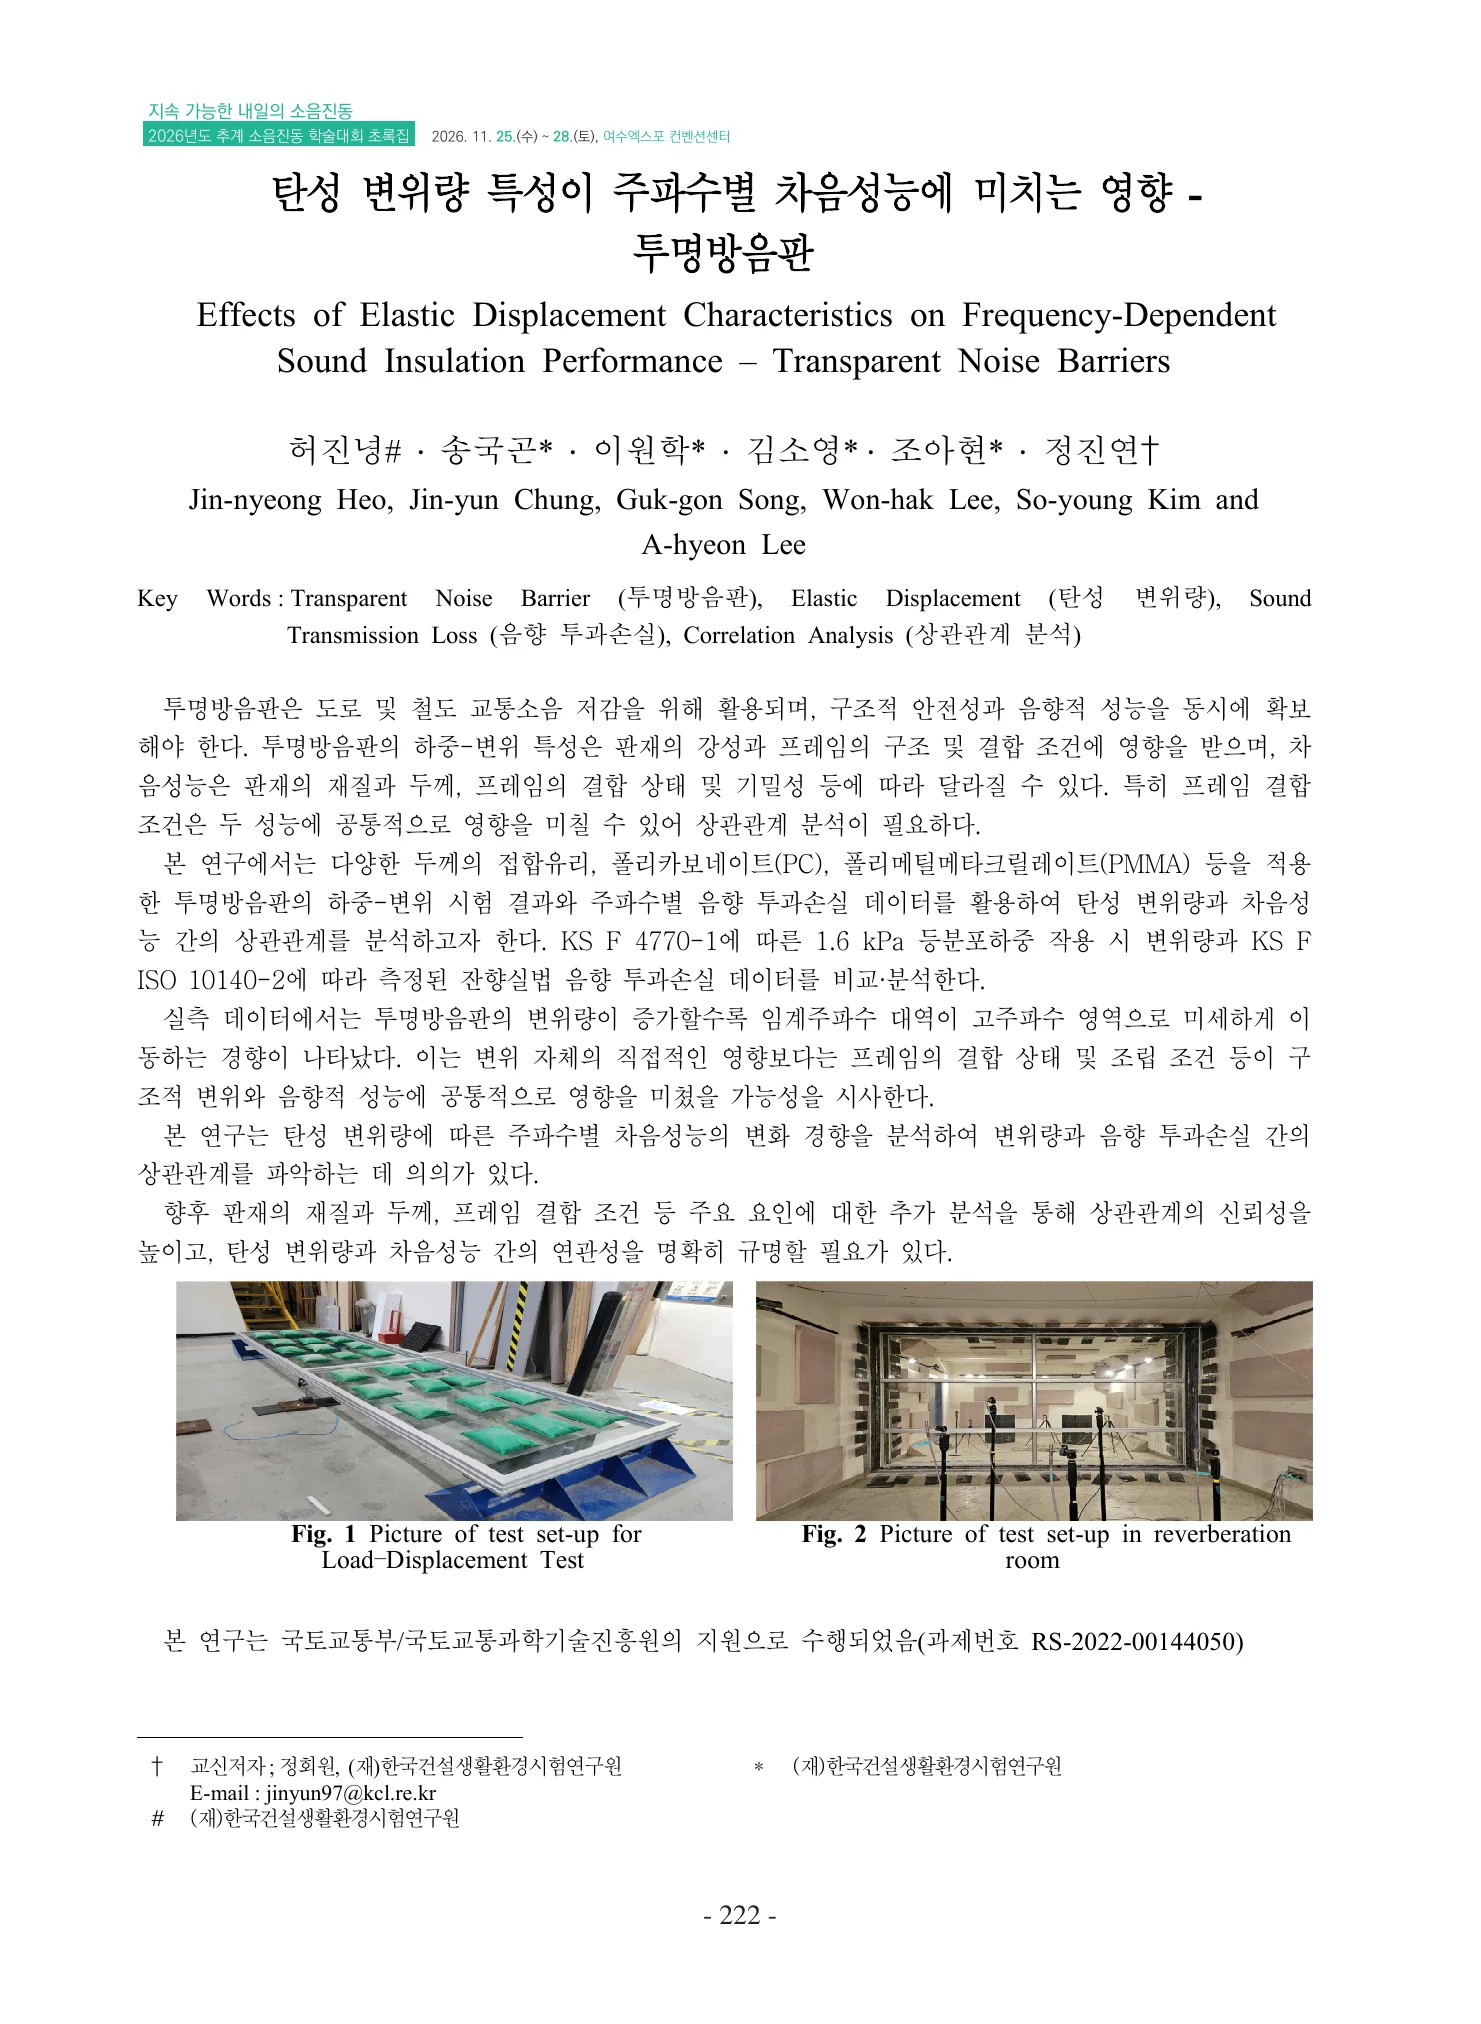 지속 가능한 내일의 소음진동
2026년도 추계 소음진동 학술대회 초록집 2026. 11. 25.(수) ~ 28.(토), 여수엑스포 컨벤션센터
탄성 변위량 특성이 주파수별 차음성능에 미치는 영향 -
투명방음판
Effects of Elastic Displacement Characteristics on Frequency-Dependent
Sound Insulation Performance – Transparent Noise Barriers
허진녕# · 송국곤* · 이원학* · 김소영* · 조아현* · 정진연†
Jin-nyeong Heo, Jin-yun Chung, Guk-gon Song, Won-hak Lee, So-young Kim and
A-hyeon Lee
Key Words : Transparent Noise Barrier (투명방음판), Elastic Displacement (탄성 변위량), Sound
Transmission Loss (음향 투과손실), Correlation Analysis (상관관계 분석)
투명방음판은 도로 및 철도 교통소음 저감을 위해 활용되며, 구조적 안전성과 음향적 성능을 동시에 확보
해야 한다. 투명방음판의 하중-변위 특성은 판재의 강성과 프레임의 구조 및 결합 조건에 영향을 받으며, 차
음성능은 판재의 재질과 두께, 프레임의 결합 상태 및 기밀성 등에 따라 달라질 수 있다. 특히 프레임 결합
조건은 두 성능에 공통적으로 영향을 미칠 수 있어 상관관계 분석이 필요하다.
본 연구에서는 다양한 두께의 접합유리, 폴리카보네이트(PC), 폴리메틸메타크릴레이트(PMMA) 등을 적용
한 투명방음판의 하중-변위 시험 결과와 주파수별 음향 투과손실 데이터를 활용하여 탄성 변위량과 차음성
능 간의 상관관계를 분석하고자 한다. KS F 4770-1에 따른 1.6 kPa 등분포하중 작용 시 변위량과 KS F
ISO 10140-2에 따라 측정된 잔향실법 음향 투과손실 데이터를 비교·분석한다.
실측 데이터에서는 투명방음판의 변위량이 증가할수록 임계주파수 대역이 고주파수 영역으로 미세하게 이
동하는 경향이 나타났다. 이는 변위 자체의 직접적인 영향보다는 프레임의 결합 상태 및 조립 조건 등이 구
조적 변위와 음향적 성능에 공통적으로 영향을 미쳤을 가능성을 시사한다.
본 연구는 탄성 변위량에 따른 주파수별 차음성능의 변화 경향을 분석하여 변위량과 음향 투과손실 간의
상관관계를 파악하는 데 의의가 있다.
향후 판재의 재질과 두께, 프레임 결합 조건 등 주요 요인에 대한 추가 분석을 통해 상관관계의 신뢰성을
높이고, 탄성 변위량과 차음성능 간의 연관성을 명확히 규명할 필요가 있다.
Fig. 1 Picture of test set-up for
Load-Displacement Test
Fig. 2 Picture of test set-up in reverberation
room
본 연구는 국토교통부/국토교통과학기술진흥원의 지원으로 수행되었음(과제번호 RS-2022-00144050)
† 교신저자 ; 정회원, (재)한국건설생활환경시험연구원
E-mail : jinyun97@kcl.re.kr
# (재)한국건설생활환경시험연구원
* (재)한국건설생활환경시험연구원
- 222 -